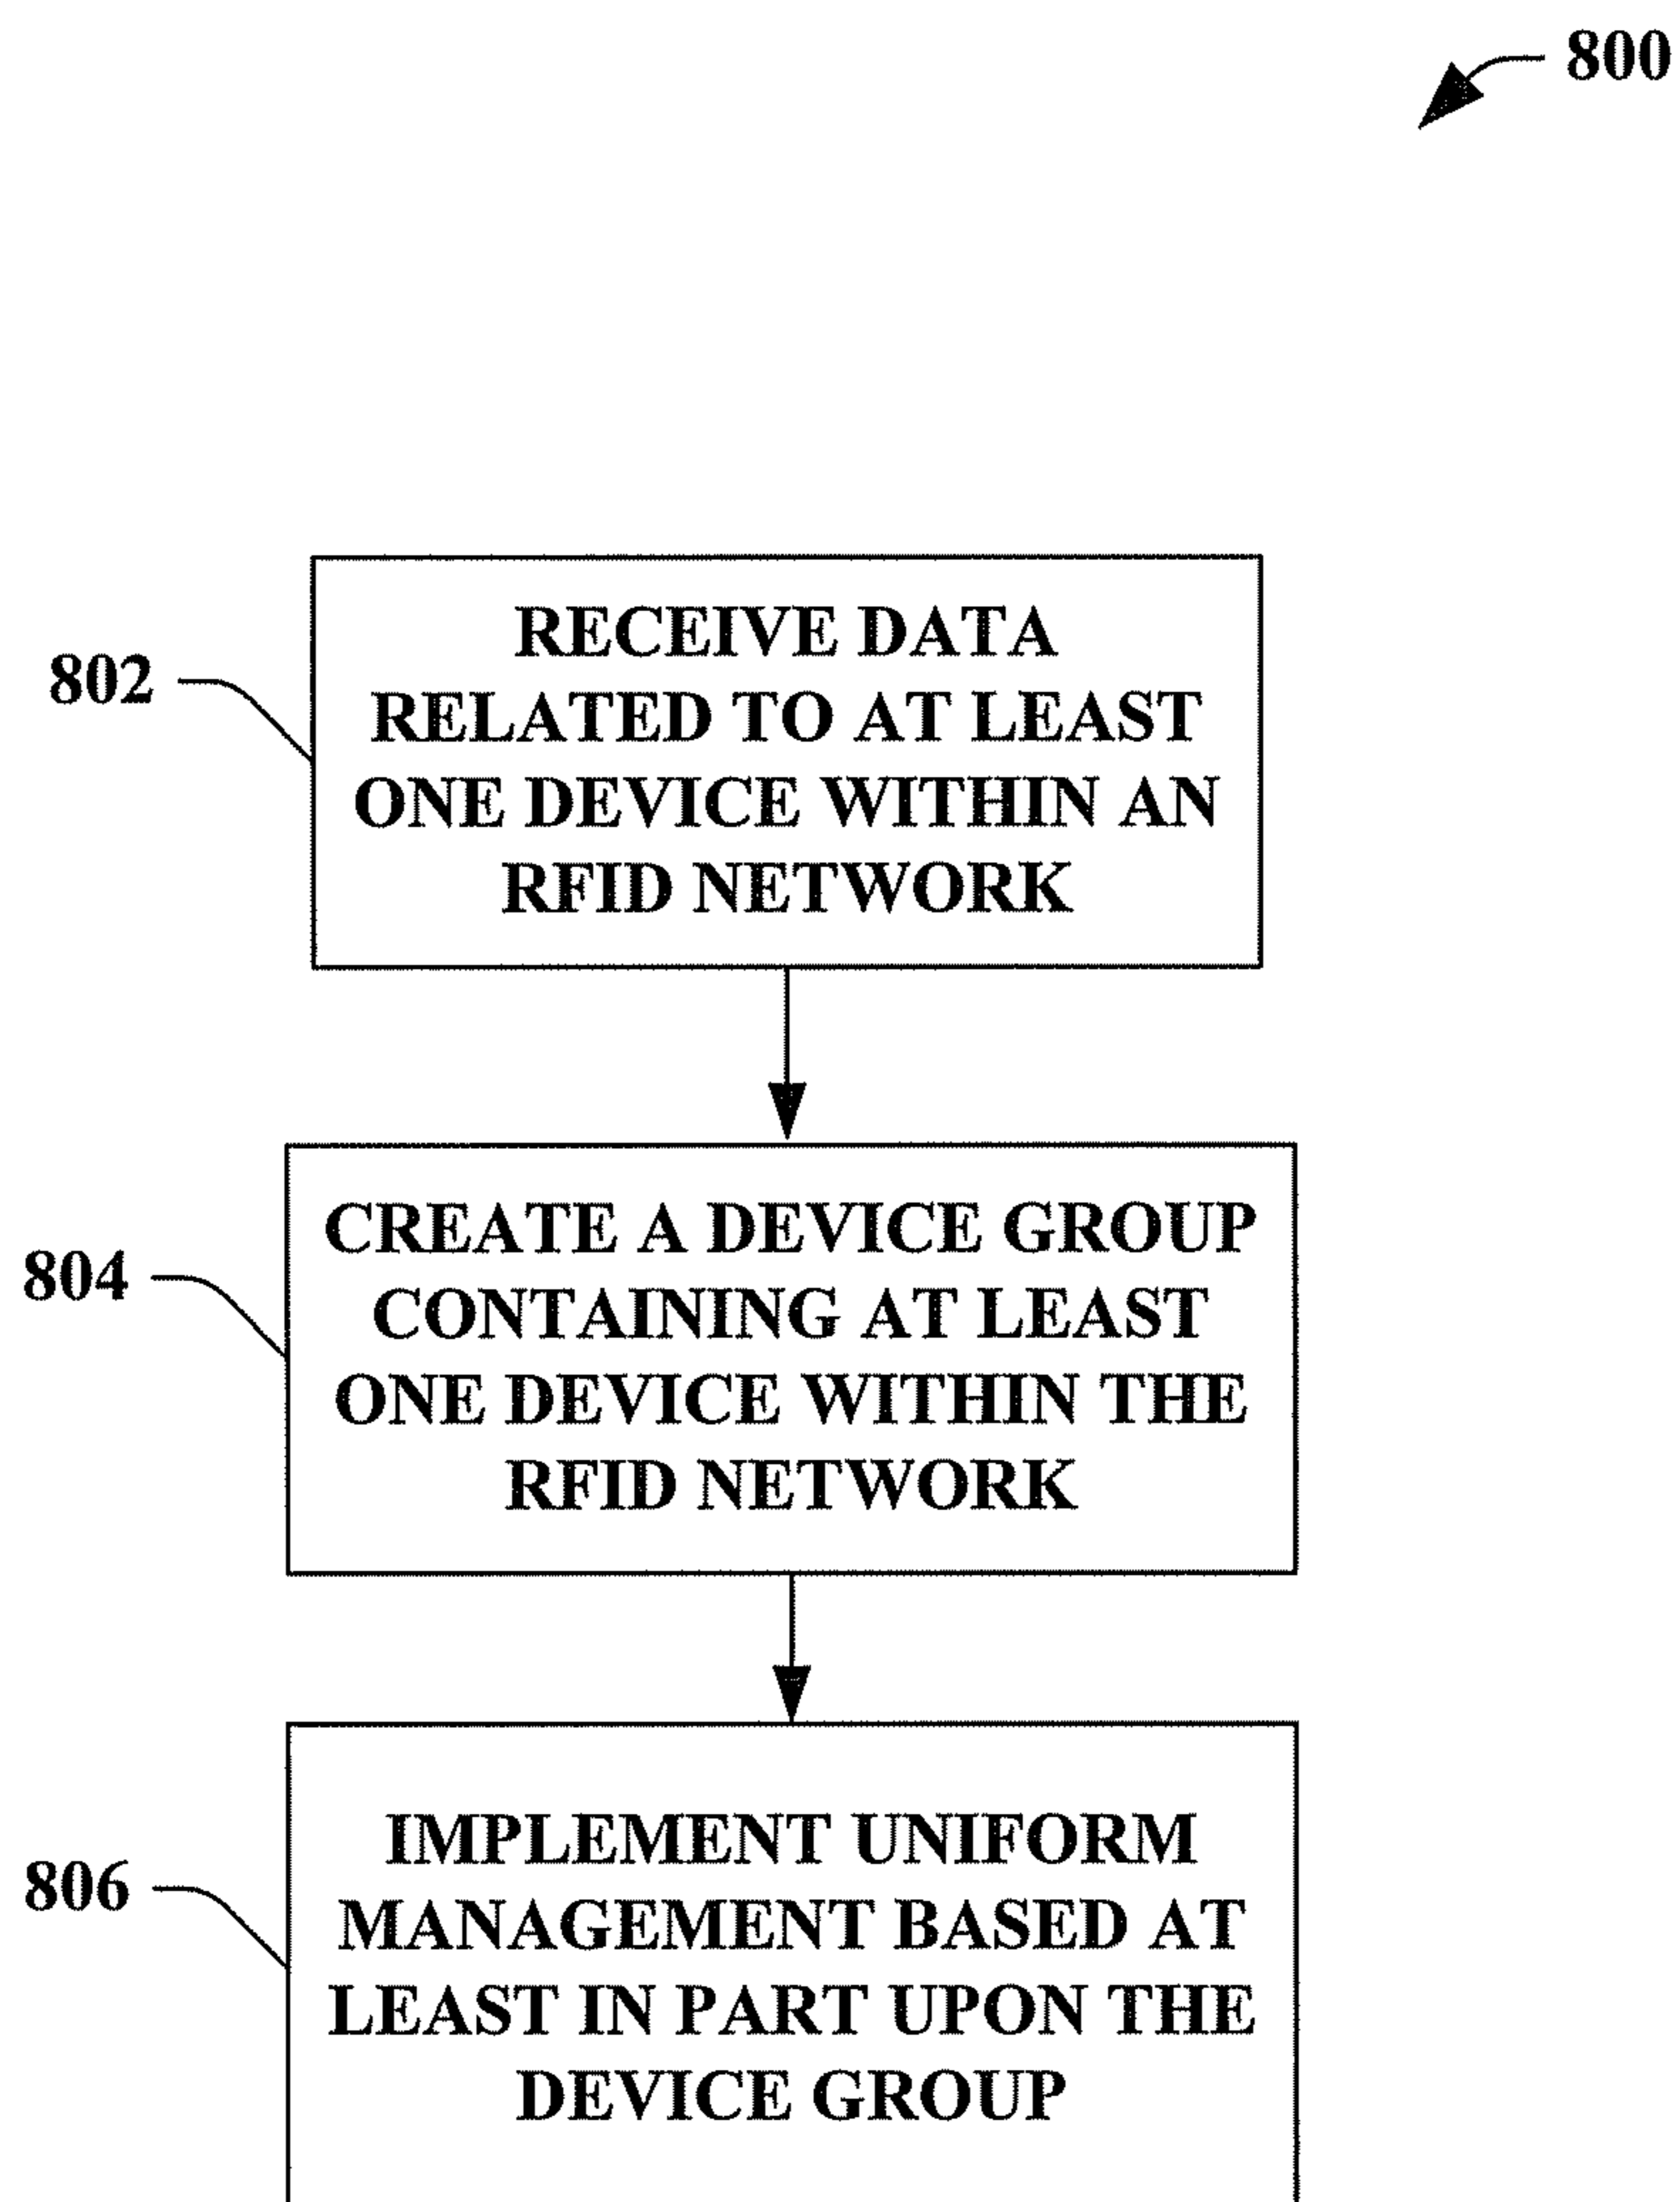 800
802
RECEIVE DATA
RELATED TO AT LEAST
ONE DEVICE WITHIN AN
RFID NETWORK
804
CREATE A DEVICE GROUP
CONTAINING AT LEAST
ONE DEVICE WITHIN THE
RFID NETWORK
806
IMPLEMENT UNIFORM
MANAGEMENT BASED AT
LEAST IN PART UPON THE
DEVICE GROUP